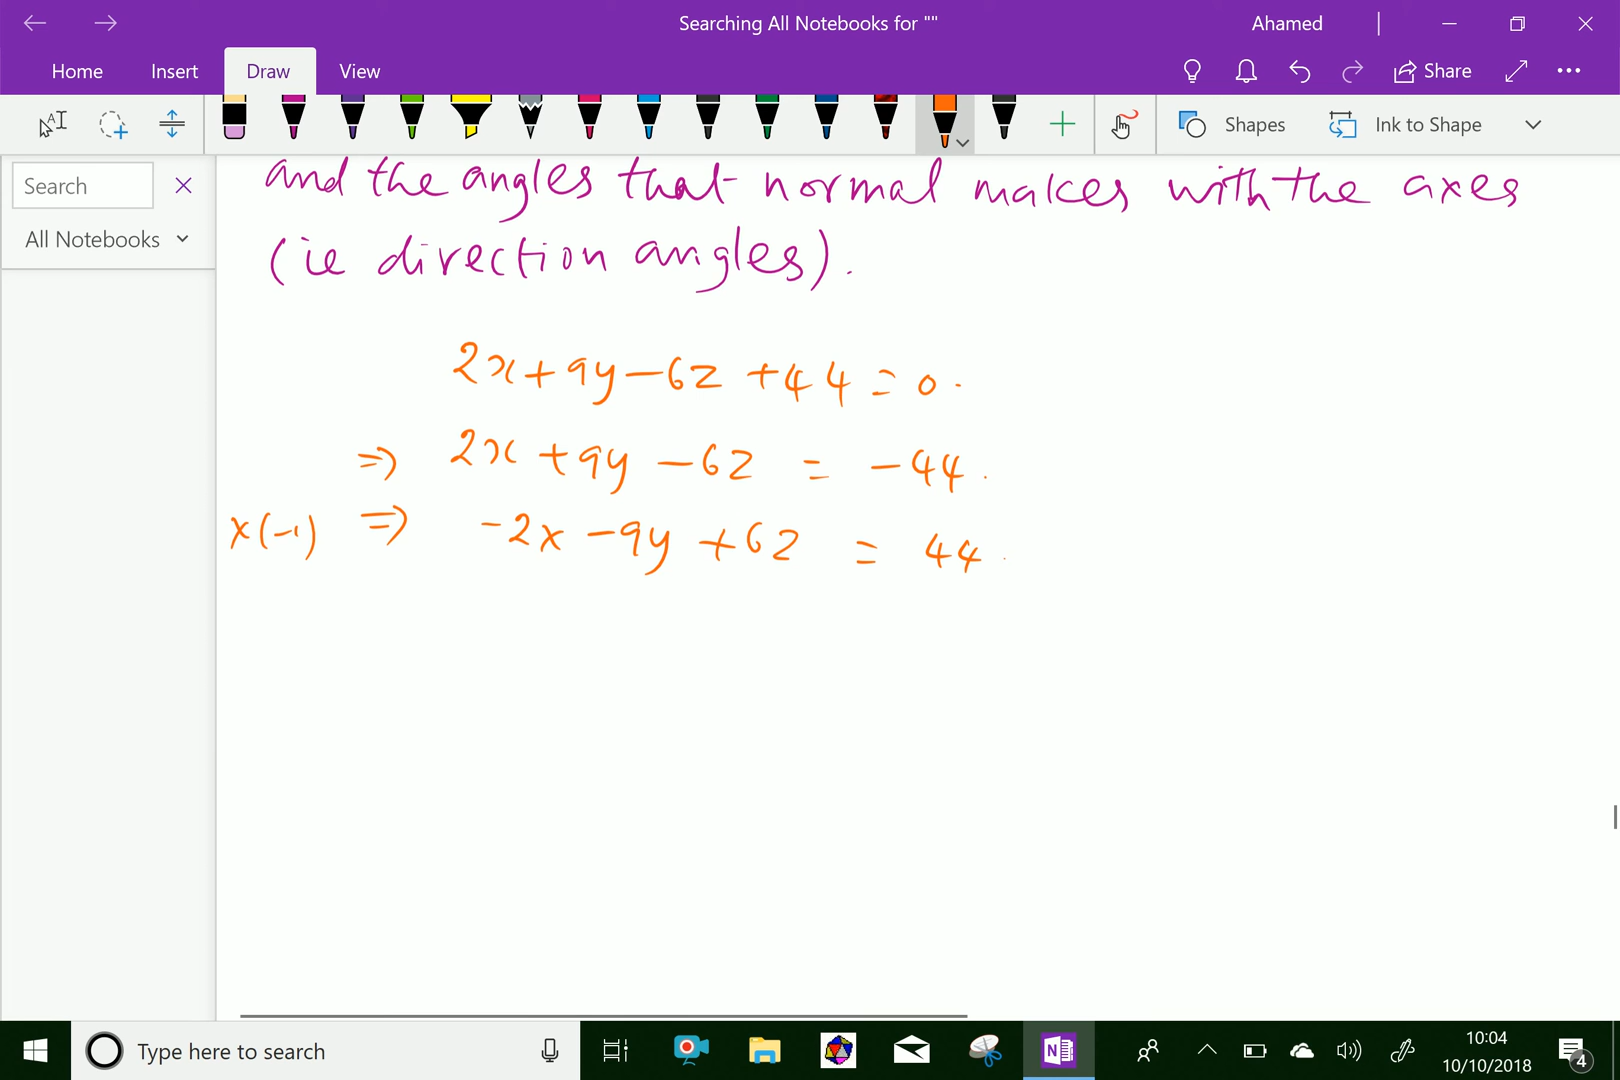 Searching All Notebooks for ""
Ahamed
Home Insert Draw View
Share
Shapes
Ink to Shape
Search
All Notebooks
and the angles that normal makes with the axes
(ie direction angles).
2x+9y-6z+44=0.
⇒ 2x+9y-6z = -44.
x(-1) ⇒ -2x-9y+6z = 44.
Type here to search
10:04
10/10/2018
4